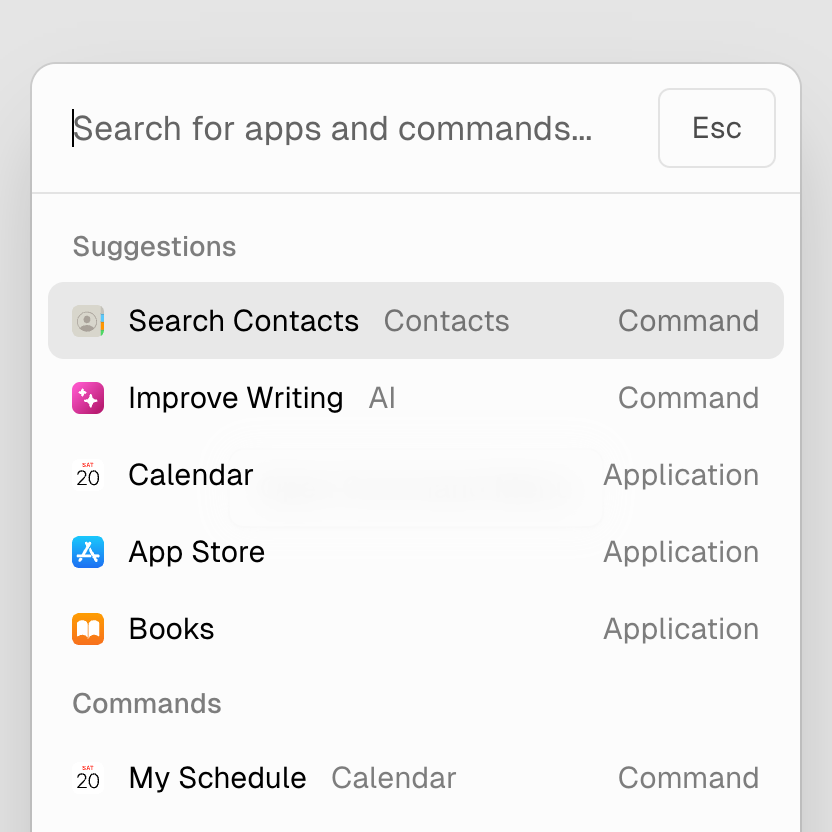 Search for apps and commands... Esc
Suggestions
Search Contacts Contacts Command
Improve Writing AI Command
SAT
20 Calendar Application
App Store Application
Books Application
Commands
SAT
20 My Schedule Calendar Command